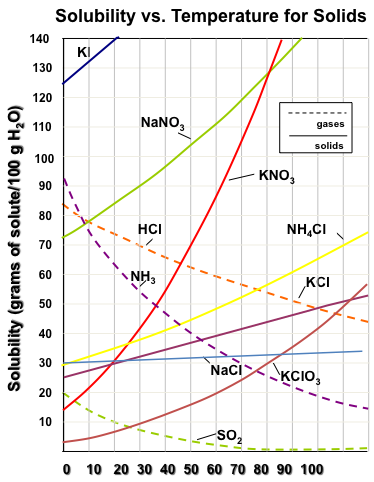 Solubility vs. Temperature for Solids
Solubility (grams of solute/100 g H2O)
140
130
120
110
100
90
80
70
60
50
40
30
20
10
KI
NaNO3
gases
solids
KNO3
HCl
NH4Cl
NH3
KCl
NaCl
KClO3
SO2
0 10 20 30 40 50 60 70 80 90 100